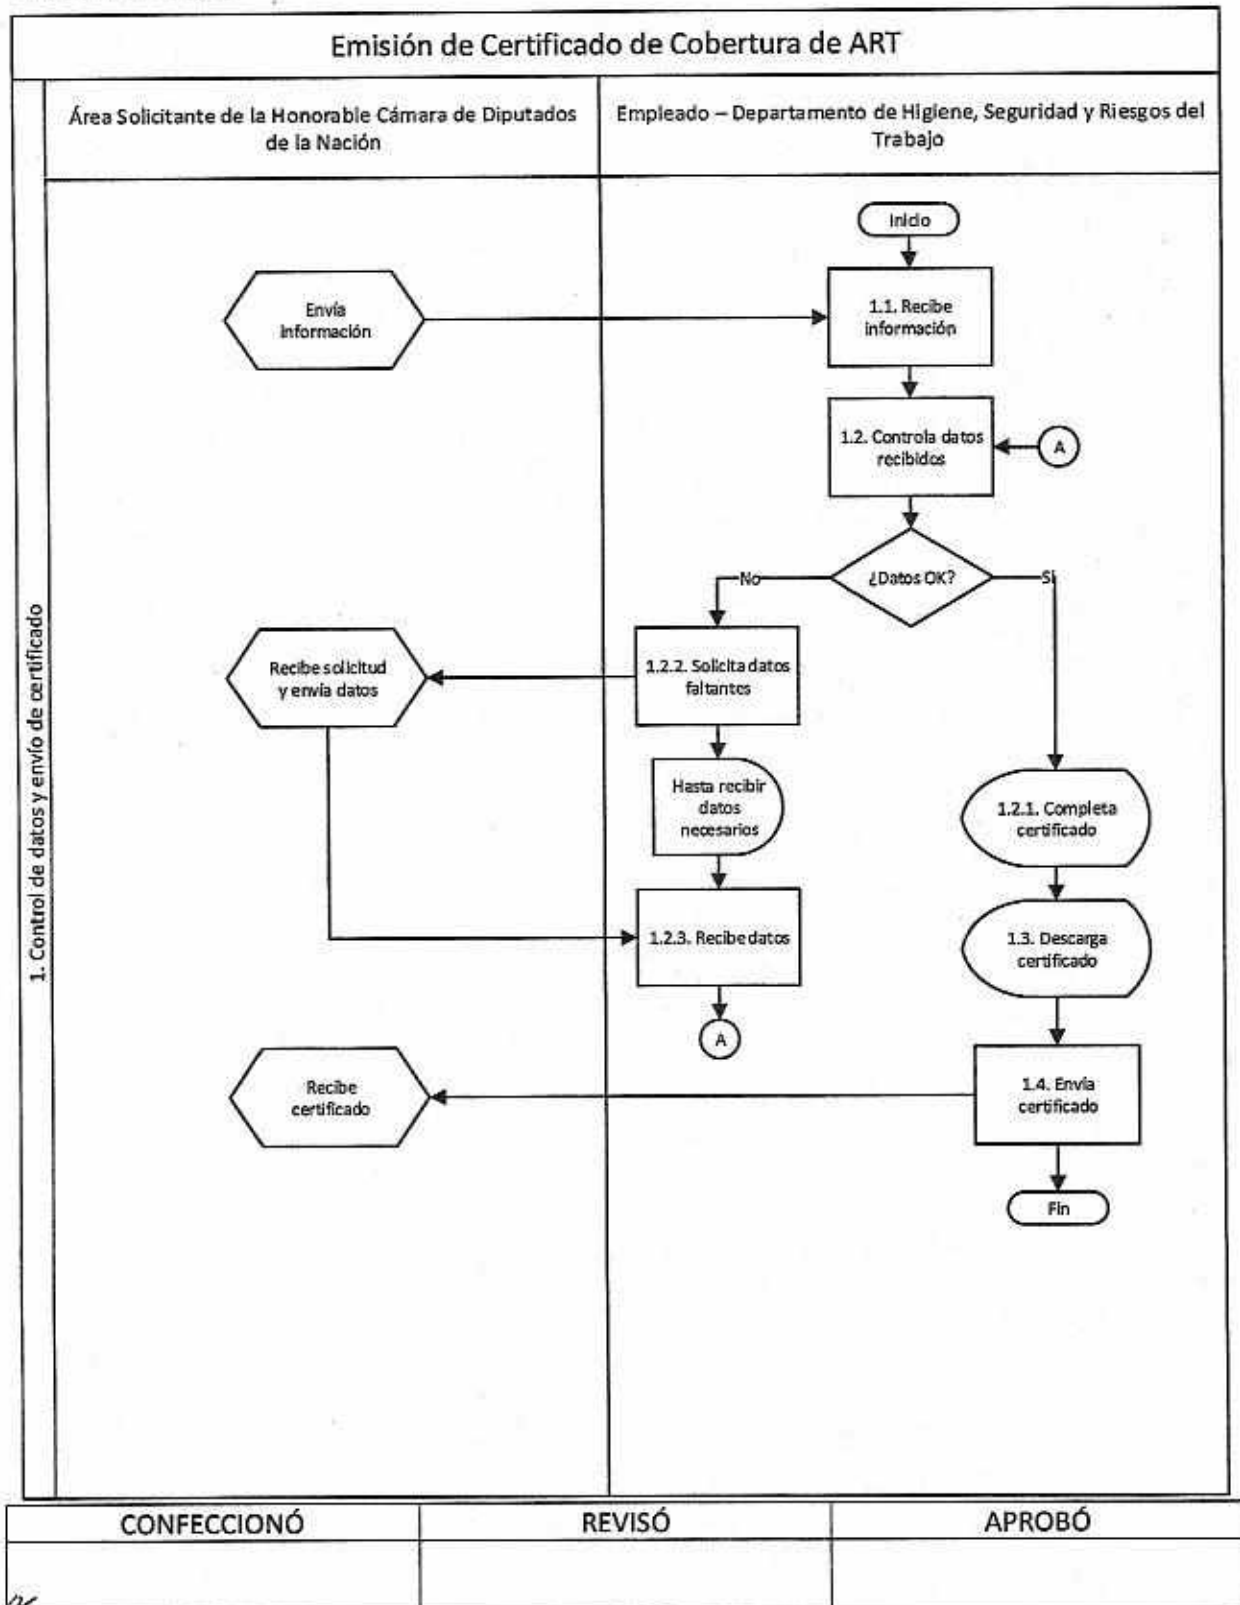 Emisión de Certificado de Cobertura de ART
Área Solicitante de la Honorable Cámara de Diputados
de la Nación
Empleado – Departamento de Higiene, Seguridad y Riesgos del
Trabajo
1. Control de datos y envío de certificado
Inicio
Envía
información
1.1. Recibe
información
1.2. Controla datos
recibidos
A
¿Datos OK?
No
Si
Recibe solicitud
y envía datos
1.2.2. Solicita datos
faltantes
Hasta recibir
datos
necesarios
1.2.1. Completa
certificado
1.2.3. Recibe datos
1.3. Descarga
certificado
A
Recibe
certificado
1.4. Envía
certificado
Fin
CONFECCIONÓ
REVISÓ
APROBÓ